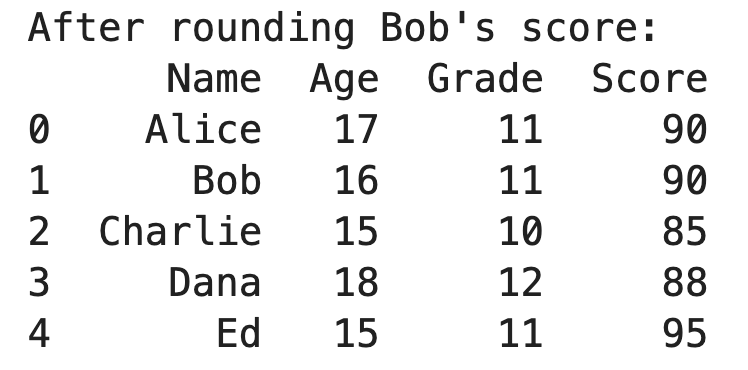 After rounding Bob's score:
      Name  Age  Grade  Score
0    Alice   17     11     90
1      Bob   16     11     90
2  Charlie   15     10     85
3     Dana   18     12     88
4       Ed   15     11     95